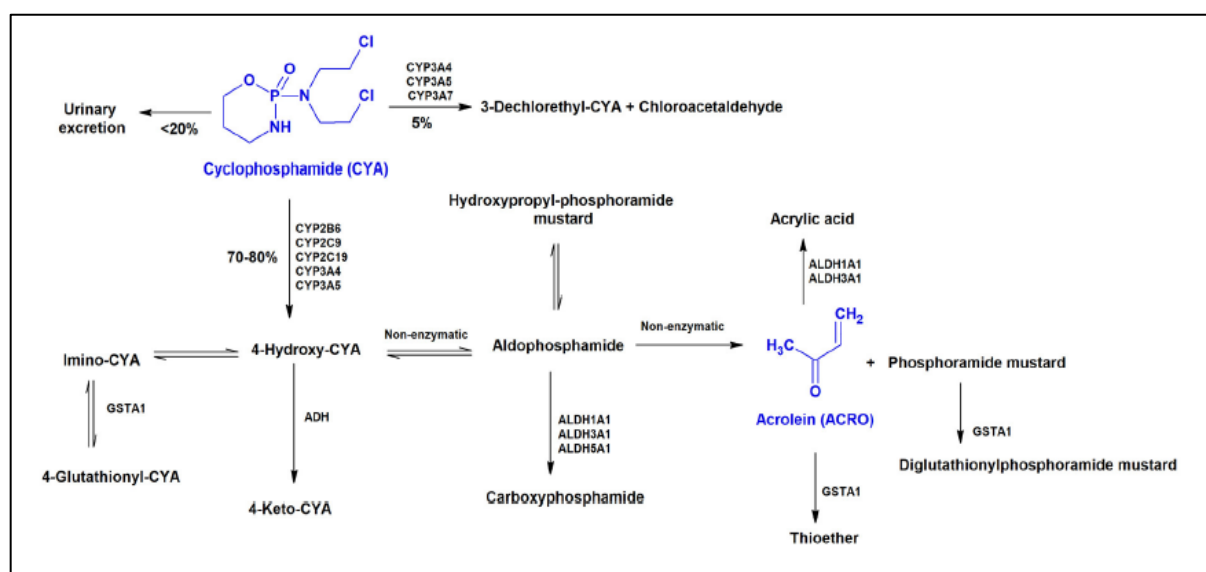 Cl
O
O
P
N
Cl
NH
CYP3A4
CYP3A5
CYP3A7
5%
3-Dechlorethyl-CYA + Chloroacetaldehyde
Urinary
excretion
<20%
Cyclophosphamide (CYA)
70-80%
CYP2B6
CYP2C9
CYP2C19
CYP3A4
CYP3A5
Hydroxypropyl-phosphoramide
mustard
Acrylic acid
ALDH1A1
ALDH3A1
Imino-CYA
4-Hydroxy-CYA
Non-enzymatic
Aldophosphamide
Non-enzymatic
CH2
H3C
O
Acrolein (ACRO)
+ Phosphoramide mustard
GSTA1
4-Glutathionyl-CYA
ADH
4-Keto-CYA
ALDH1A1
ALDH3A1
ALDH5A1
Carboxyphosphamide
GSTA1
Thioether
GSTA1
Diglutathionylphosphoramide mustard